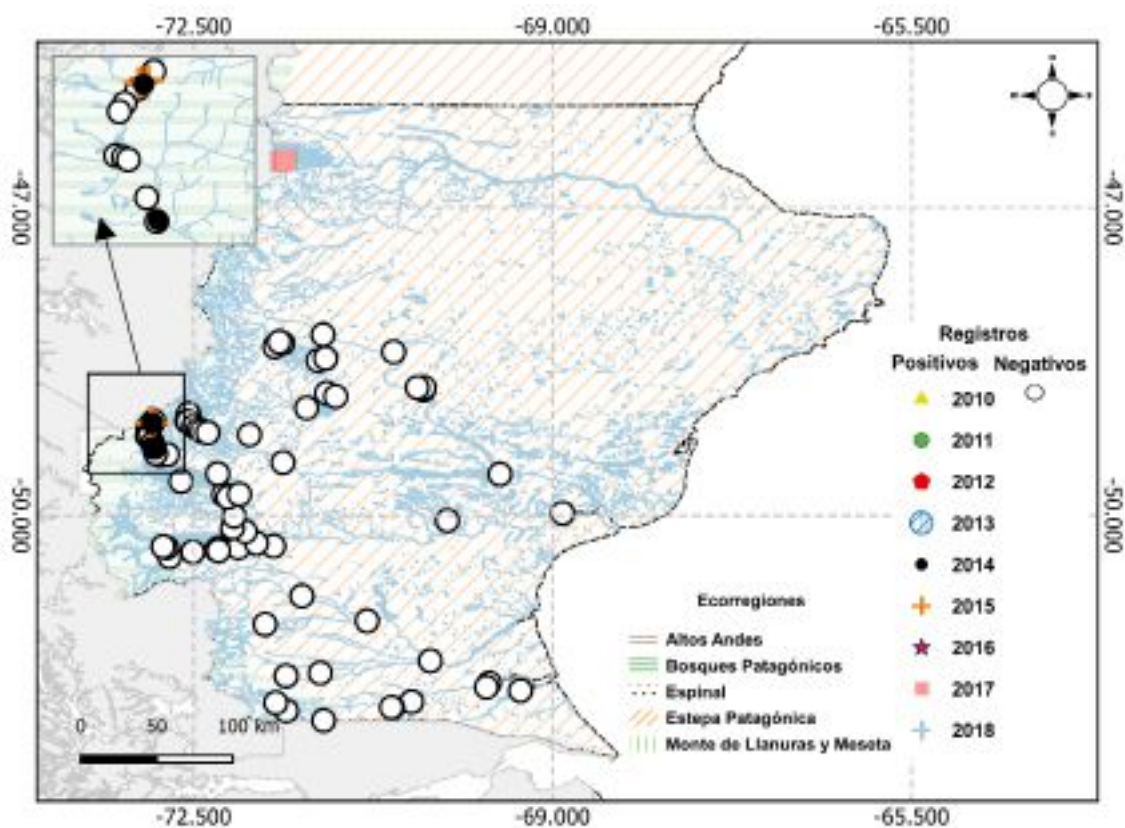 -72.500 -69.000 -65.500
-47.000 -47.000
-50.000 -50.000
Registros
Positivos Negativos
2010
2011
2012
2013
2014
2015
2016
2017
2018
Ecorregiones
Altos Andes
Bosques Patagónicos
Espinal
Estepa Patagónica
Monte de Llanuras y Meseta
0 50 100 km
-72.500 -69.000 -65.500